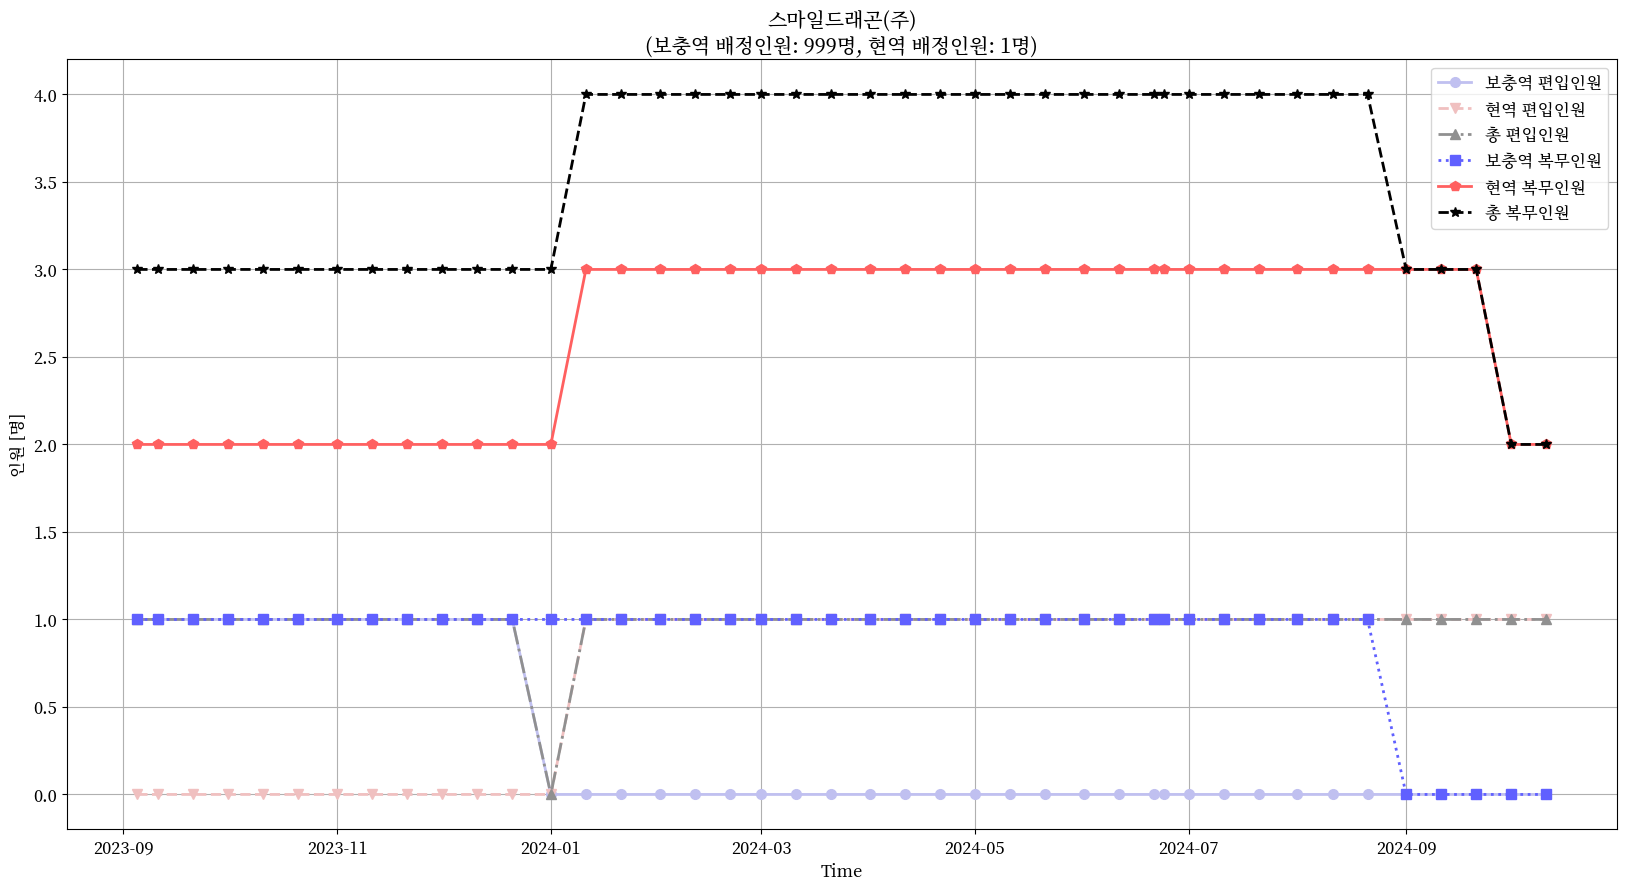 스마일드래곤(주)
(보충역 배정인원: 999명, 현역 배정인원: 1명)
보충역 편입인원
현역 편입인원
총 편입인원
보충역 복무인원
현역 복무인원
총 복무인원
인원 [명]
4.0
3.5
3.0
2.5
2.0
1.5
1.0
0.5
0.0
2023-09
2023-11
2024-01
2024-03
2024-05
2024-07
2024-09
Time